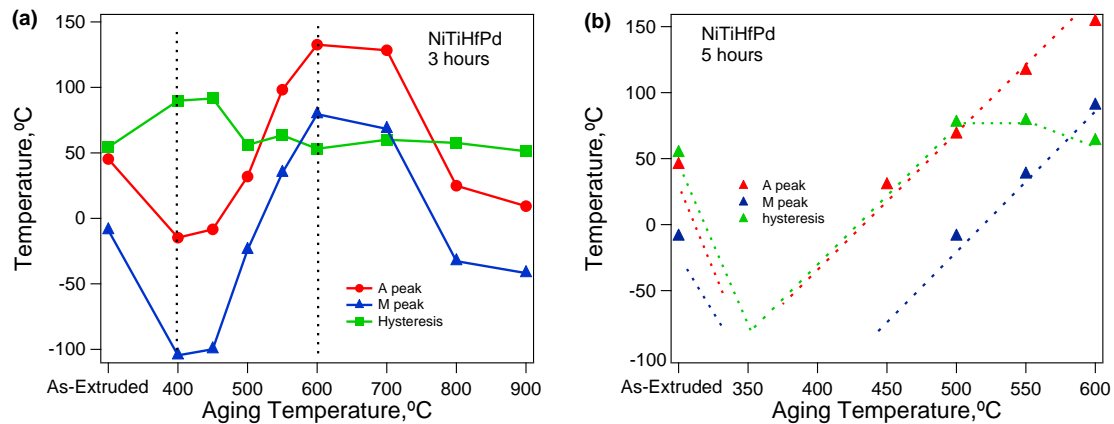 (a)
NiTiHfPd
3 hours
150
100
50
0
-50
-100
Temperature,ºC
A peak
M peak
Hysteresis
As-Extruded 400 500 600 700 800 900
Aging Temperature,ºC
(b)
NiTiHfPd
5 hours
150
100
50
0
-50
-100
Temperature,ºC
A peak
M peak
hysteresis
As-Extruded 350 400 450 500 550 600
Aging Temperature,ºC